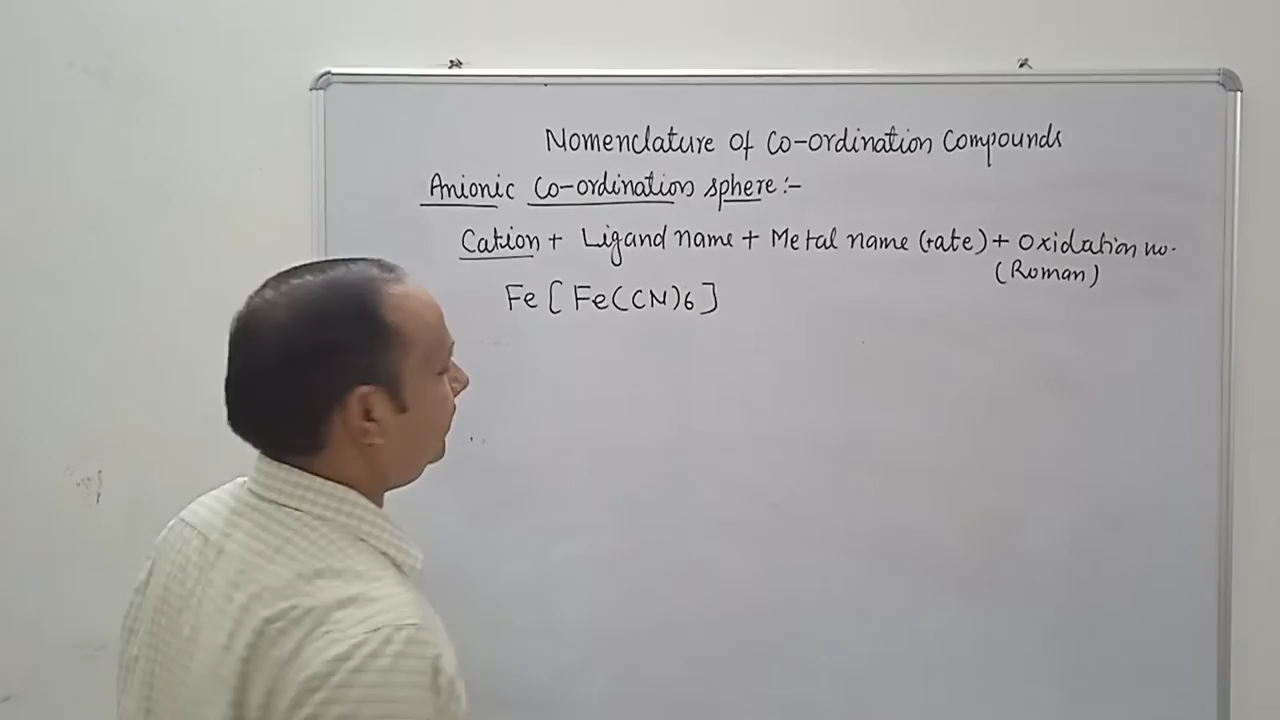 Nomenclature of Co-ordination Compounds
Anionic Co-ordination sphere :-
Cation + Ligand name + Metal name (+ate) + Oxidation no.
(Roman)
Fe [ Fe(CN)6 ]